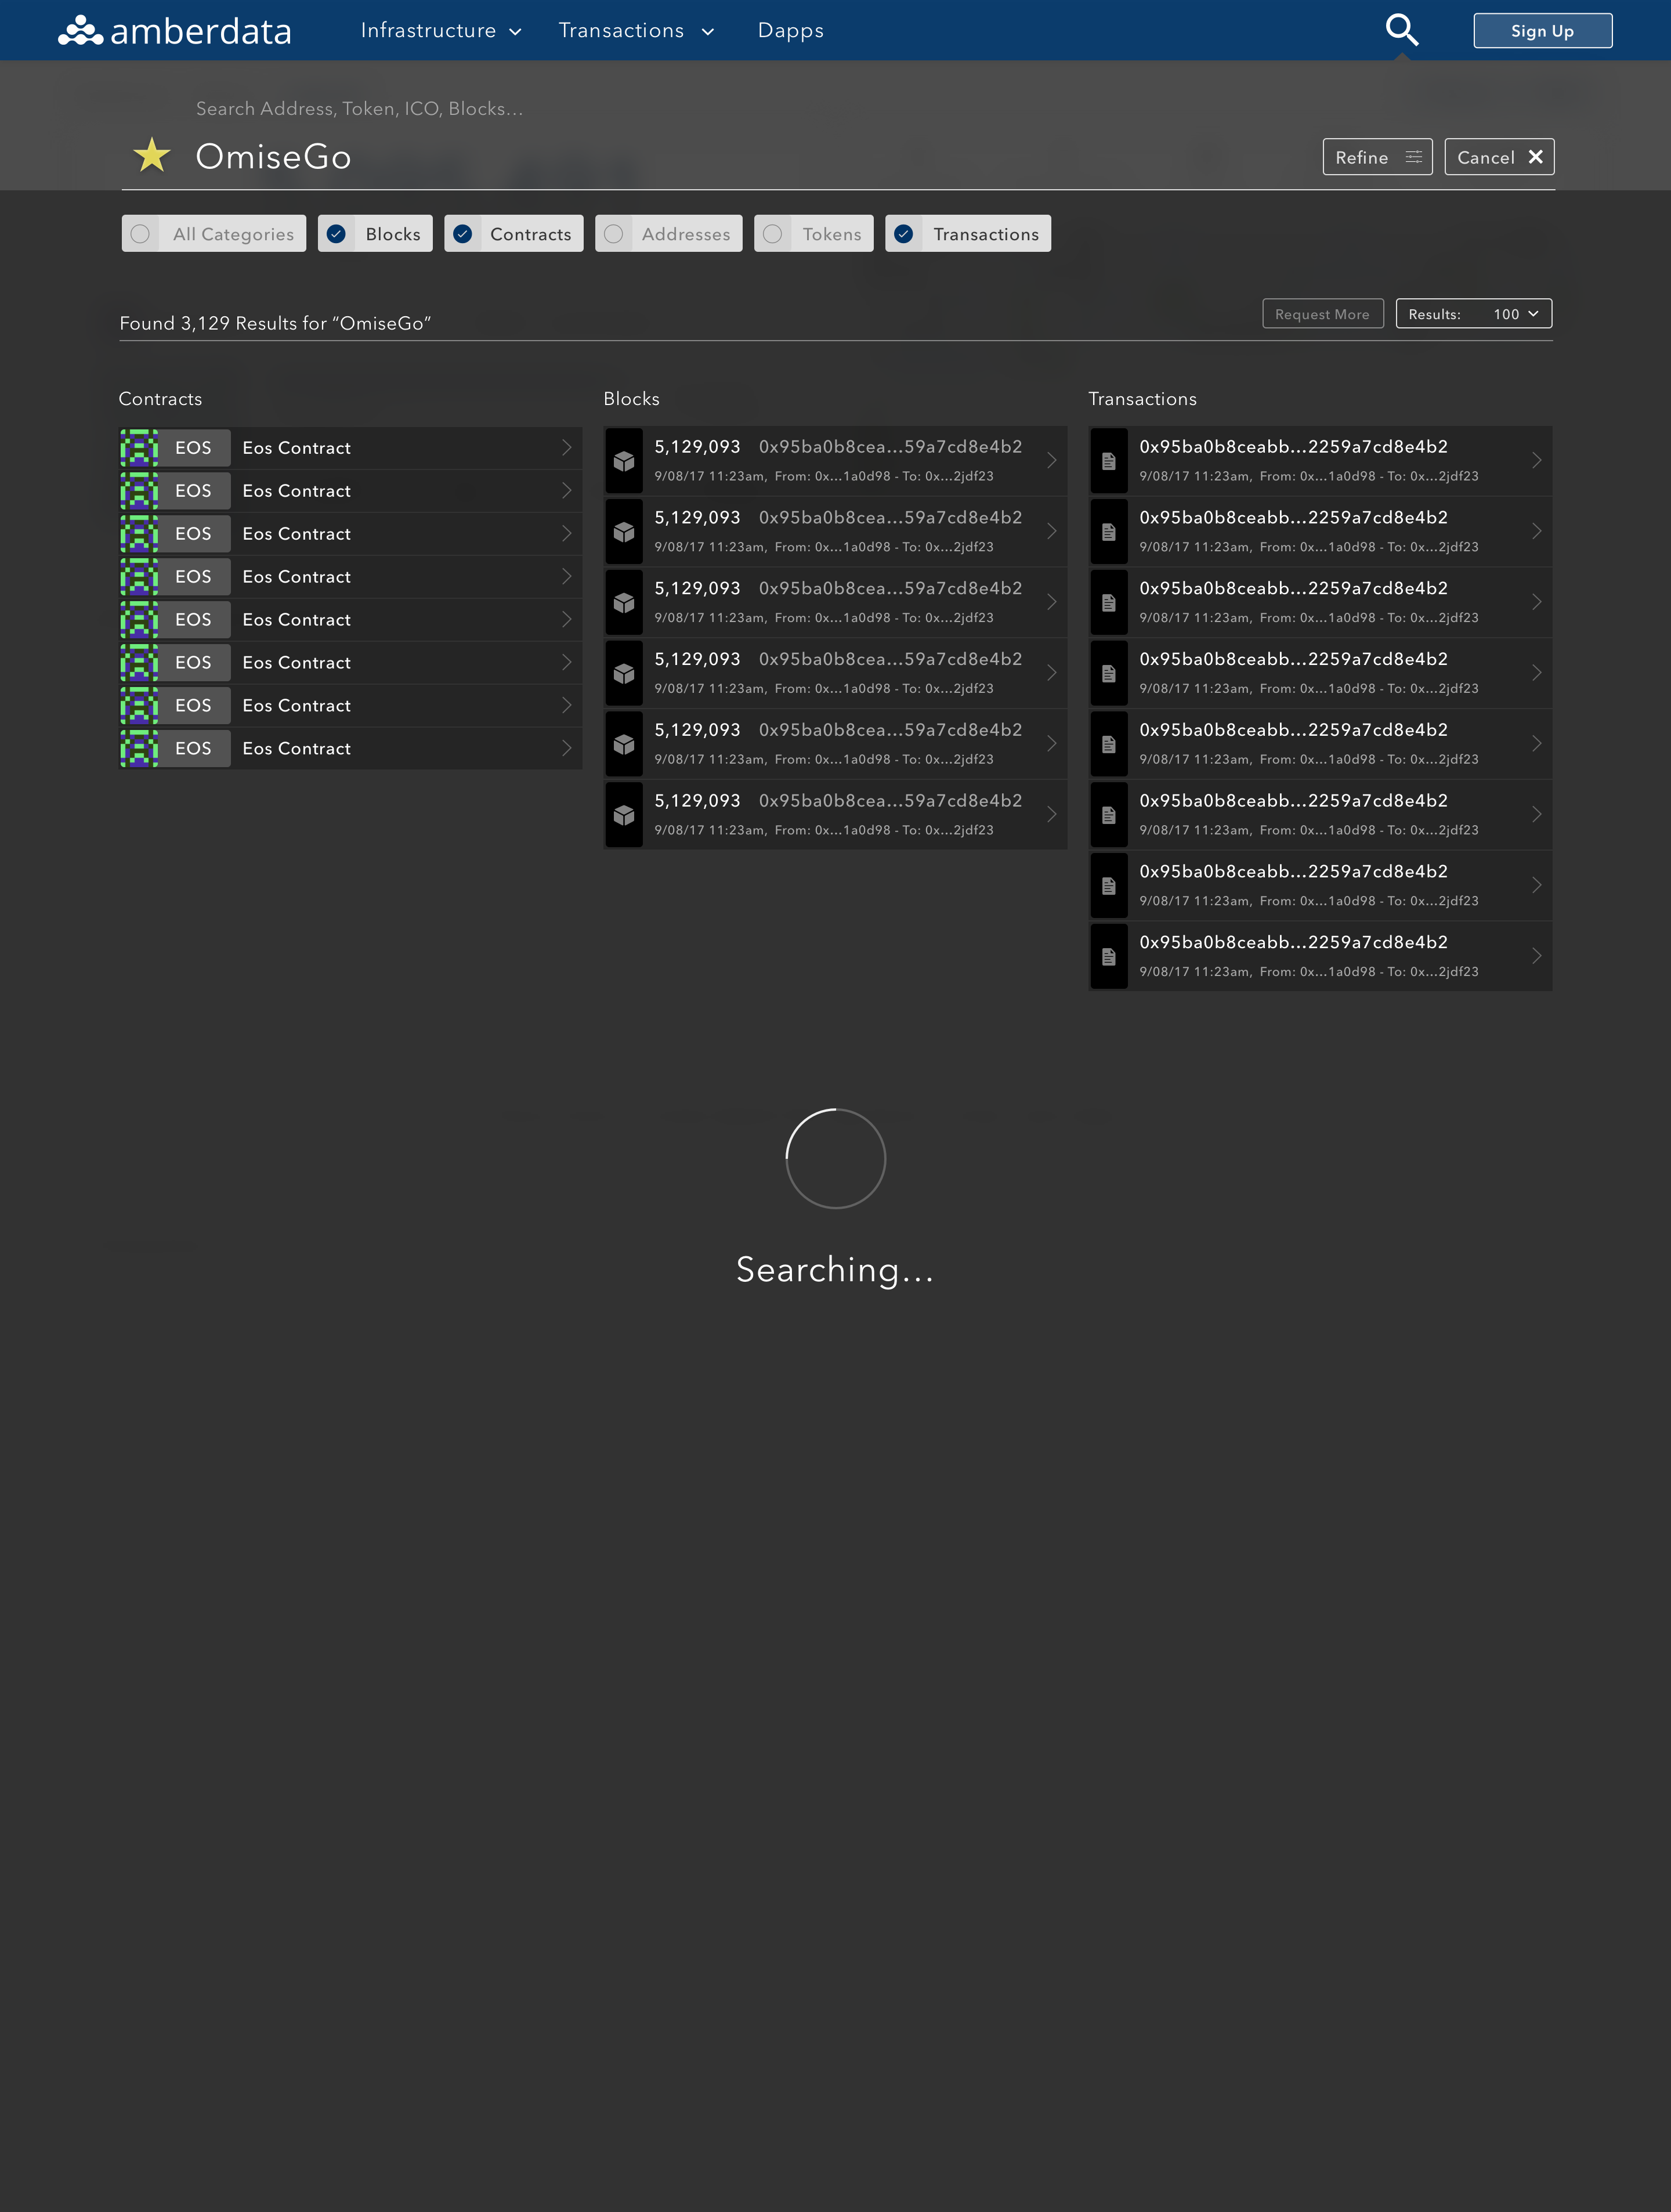 amberdata Infrastructure Transactions Dapps Sign Up
Search Address, Token, ICO, Blocks...
OmiseGo Refine Cancel
All Categories Blocks Contracts Addresses Tokens Transactions
Found 3,129 Results for “OmiseGo” Request More Results: 100
Contracts
EOS Eos Contract
EOS Eos Contract
EOS Eos Contract
EOS Eos Contract
EOS Eos Contract
EOS Eos Contract
EOS Eos Contract
EOS Eos Contract
Blocks
5,129,093 0x95ba0b8cea...59a7cd8e4b2
9/08/17 11:23am, From: 0x...1a0d98 - To: 0x...2jdf23
5,129,093 0x95ba0b8cea...59a7cd8e4b2
9/08/17 11:23am, From: 0x...1a0d98 - To: 0x...2jdf23
5,129,093 0x95ba0b8cea...59a7cd8e4b2
9/08/17 11:23am, From: 0x...1a0d98 - To: 0x...2jdf23
5,129,093 0x95ba0b8cea...59a7cd8e4b2
9/08/17 11:23am, From: 0x...1a0d98 - To: 0x...2jdf23
5,129,093 0x95ba0b8cea...59a7cd8e4b2
9/08/17 11:23am, From: 0x...1a0d98 - To: 0x...2jdf23
5,129,093 0x95ba0b8cea...59a7cd8e4b2
9/08/17 11:23am, From: 0x...1a0d98 - To: 0x...2jdf23
Transactions
0x95ba0b8ceabb...2259a7cd8e4b2
9/08/17 11:23am, From: 0x...1a0d98 - To: 0x...2jdf23
0x95ba0b8ceabb...2259a7cd8e4b2
9/08/17 11:23am, From: 0x...1a0d98 - To: 0x...2jdf23
0x95ba0b8ceabb...2259a7cd8e4b2
9/08/17 11:23am, From: 0x...1a0d98 - To: 0x...2jdf23
0x95ba0b8ceabb...2259a7cd8e4b2
9/08/17 11:23am, From: 0x...1a0d98 - To: 0x...2jdf23
0x95ba0b8ceabb...2259a7cd8e4b2
9/08/17 11:23am, From: 0x...1a0d98 - To: 0x...2jdf23
0x95ba0b8ceabb...2259a7cd8e4b2
9/08/17 11:23am, From: 0x...1a0d98 - To: 0x...2jdf23
0x95ba0b8ceabb...2259a7cd8e4b2
9/08/17 11:23am, From: 0x...1a0d98 - To: 0x...2jdf23
0x95ba0b8ceabb...2259a7cd8e4b2
9/08/17 11:23am, From: 0x...1a0d98 - To: 0x...2jdf23
Searching...